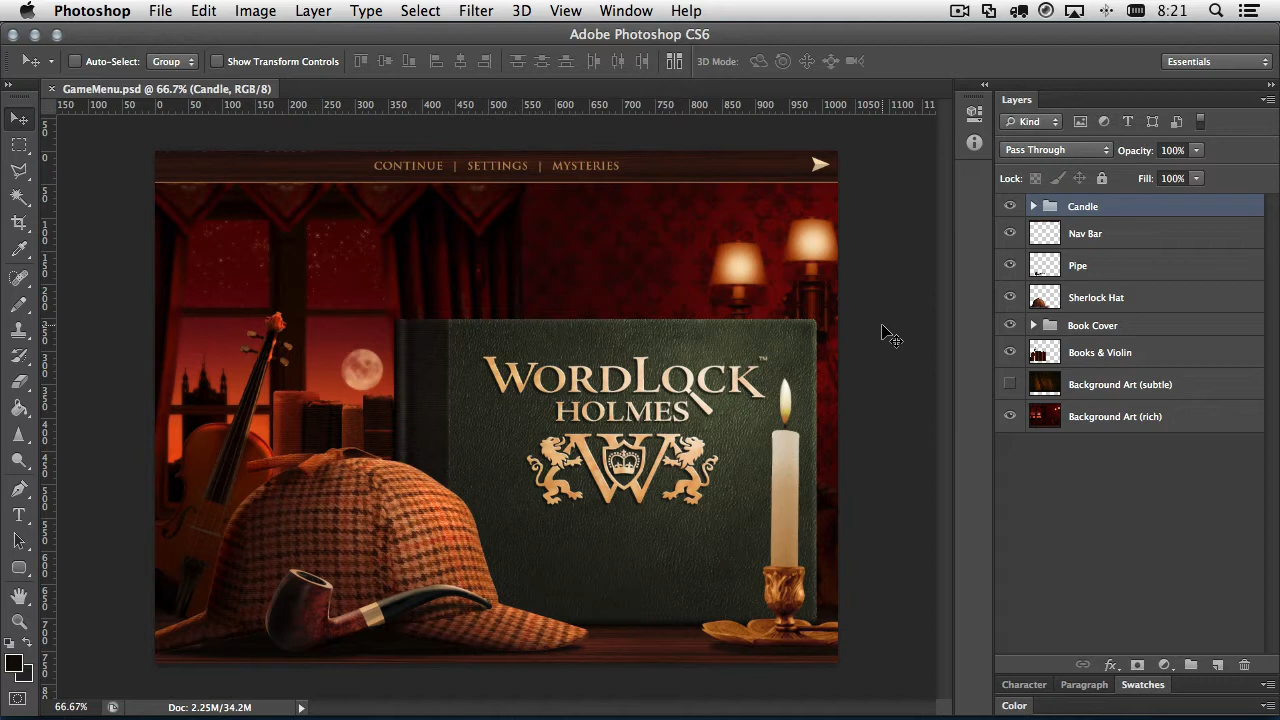 Photoshop File Edit Image Layer Type Select Filter 3D View Window Help 8:21
Adobe Photoshop CS6
Auto-Select: Group Show Transform Controls 3D Mode: Essentials
× GameMenu.psd @ 66.7% (Candle, RGB/8)
150 100 50 0 50 100 150 200 250 300 350 400 450 500 550 600 650 700 750 800 850 900 950 1000 1050 1100 11
Layers
Kind
Pass Through Opacity: 100%
Lock: Fill: 100%
Candle
Nav Bar
Pipe
Sherlock Hat
Book Cover
Books & Violin
Background Art (subtle)
Background Art (rich)
CONTINUE | SETTINGS | MYSTERIES
WORDLOCK™
HOLMES
W
Character Paragraph Swatches
Color
66.67% Doc: 2.25M/34.2M